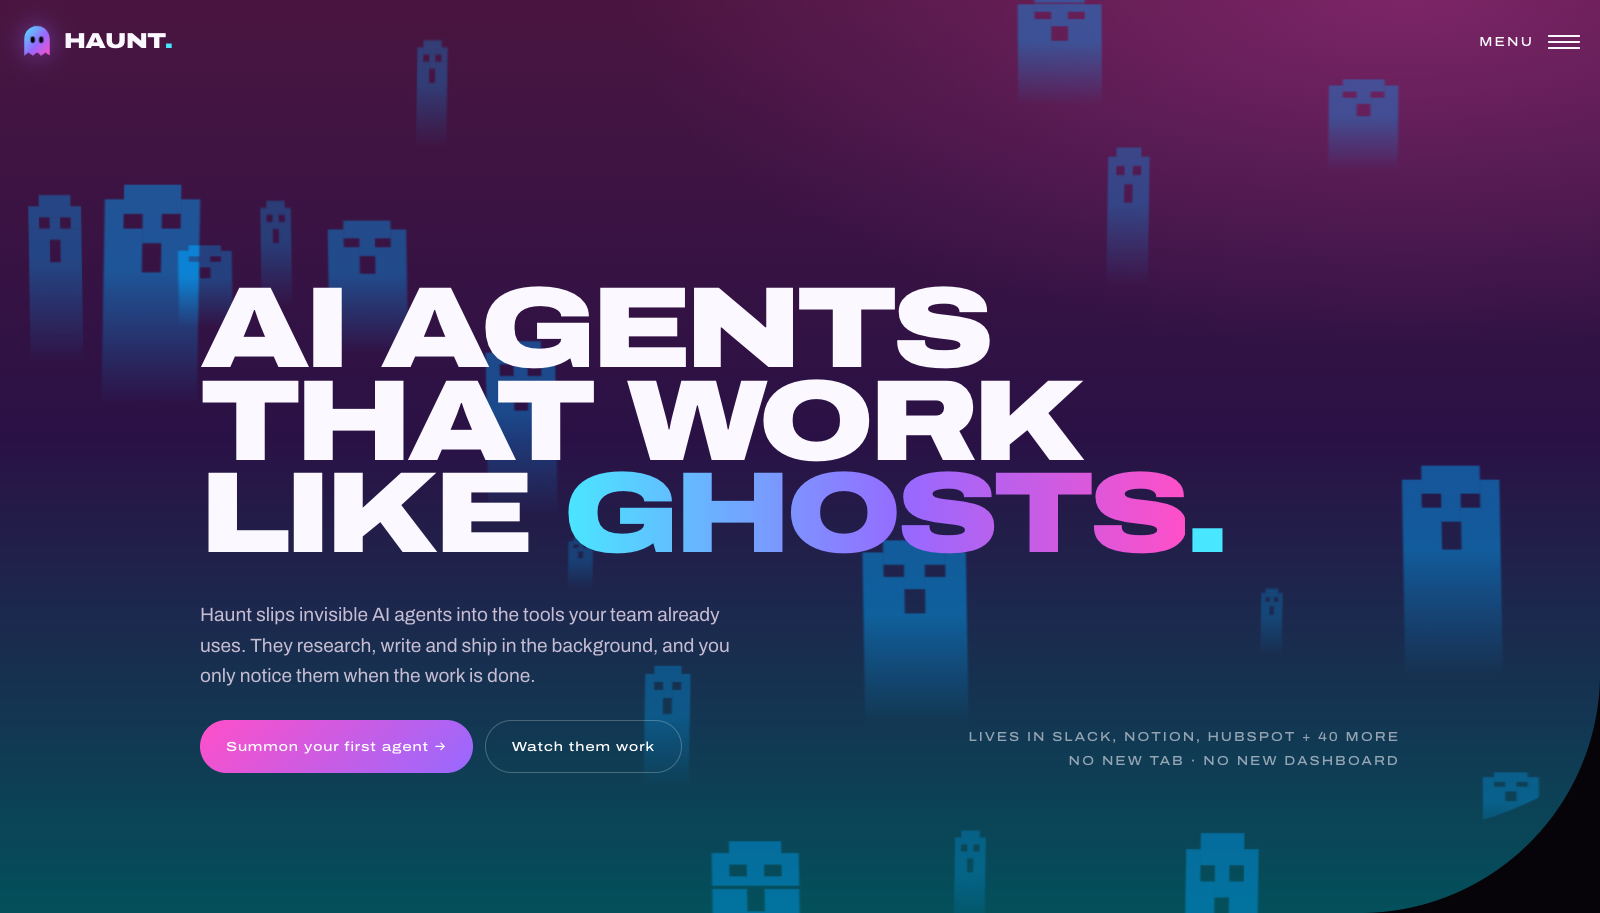 HAUNT.
MENU
AI AGENTS
THAT WORK
LIKE GHOSTS.
Haunt slips invisible AI agents into the tools your team already
uses. They research, write and ship in the background, and you
only notice them when the work is done.
Summon your first agent →
Watch them work
LIVES IN SLACK, NOTION, HUBSPOT + 40 MORE
NO NEW TAB · NO NEW DASHBOARD